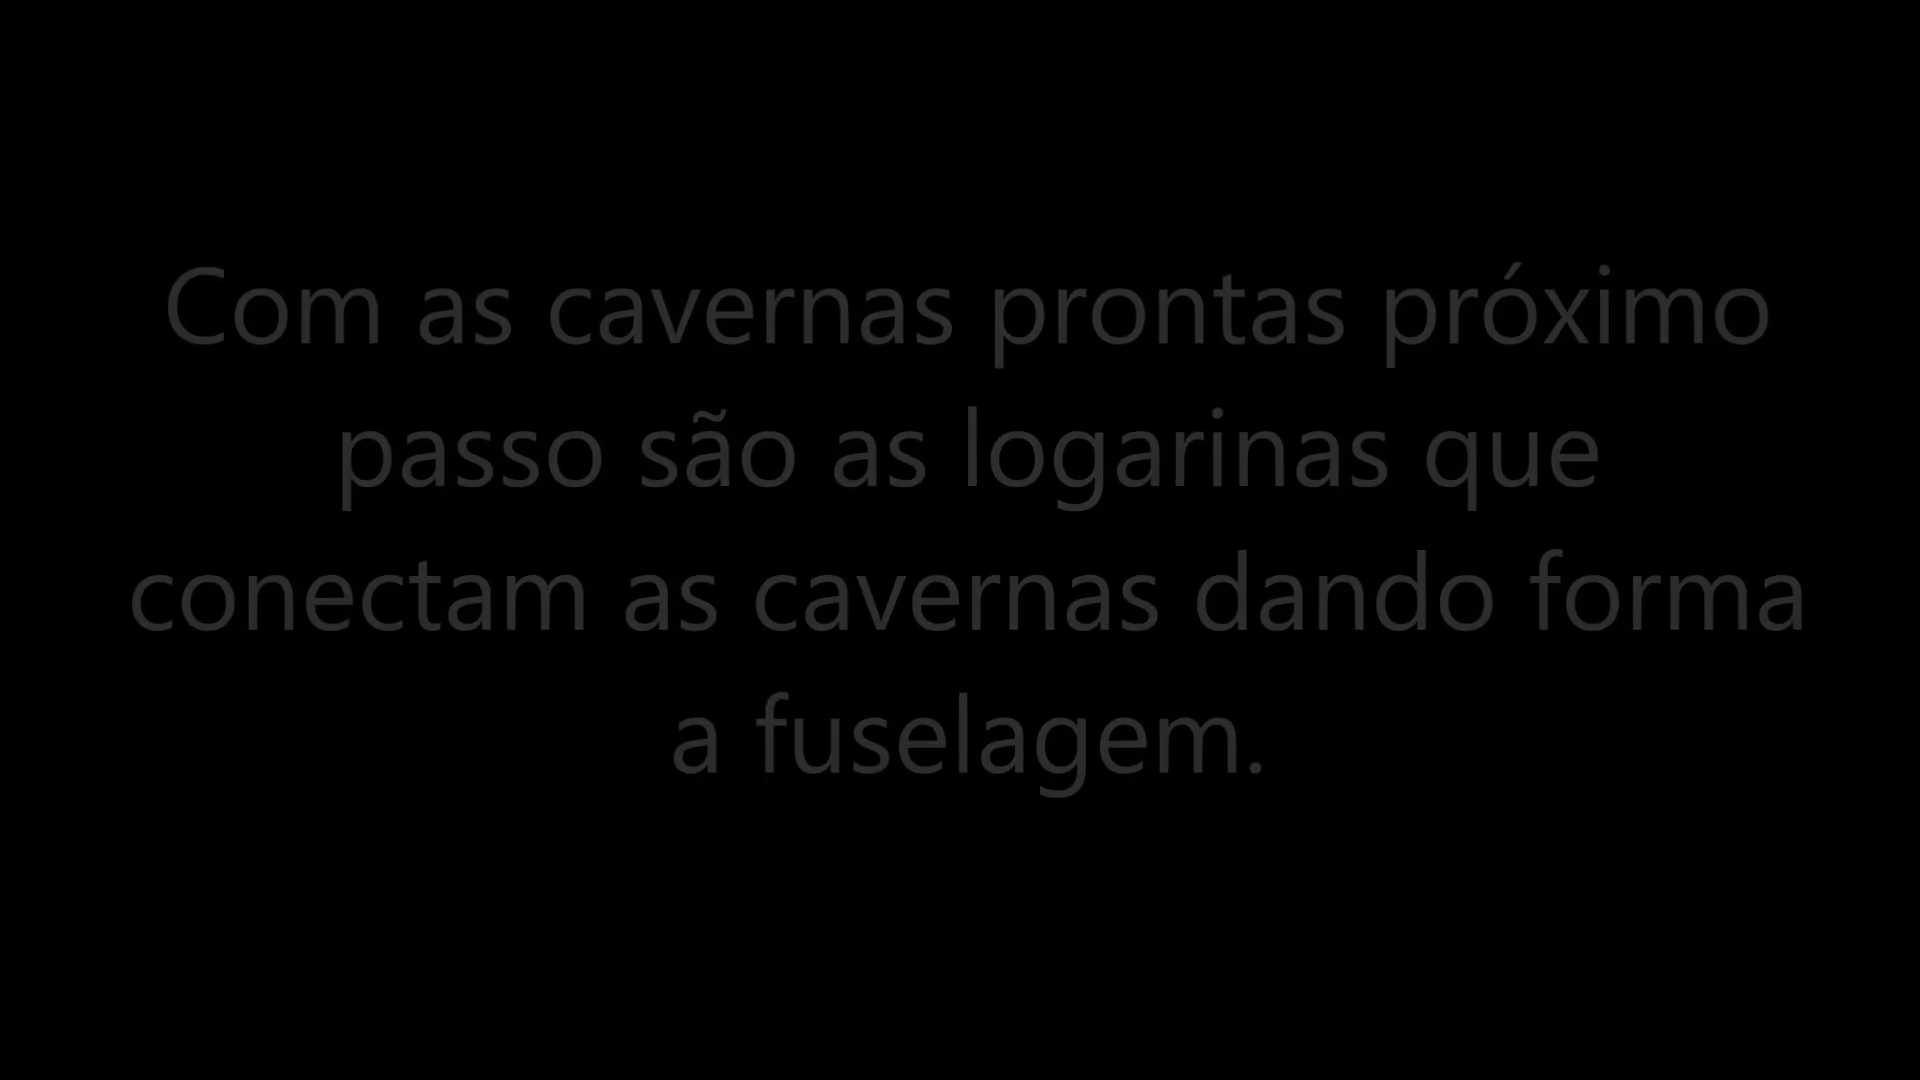 Com as cavernas prontas próximo
passo são as logarinas que
conectam as cavernas dando forma
a fuselagem.